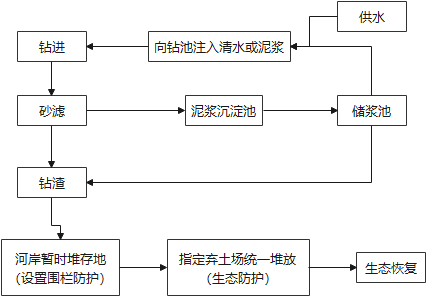 供水
钻进
向钻池注入清水或泥浆
砂滤
泥浆沉淀池
储浆池
钻渣
河岸暂时堆存地
（设置围栏防护）
指定弃土场统一堆放
（生态防护）
生态恢复